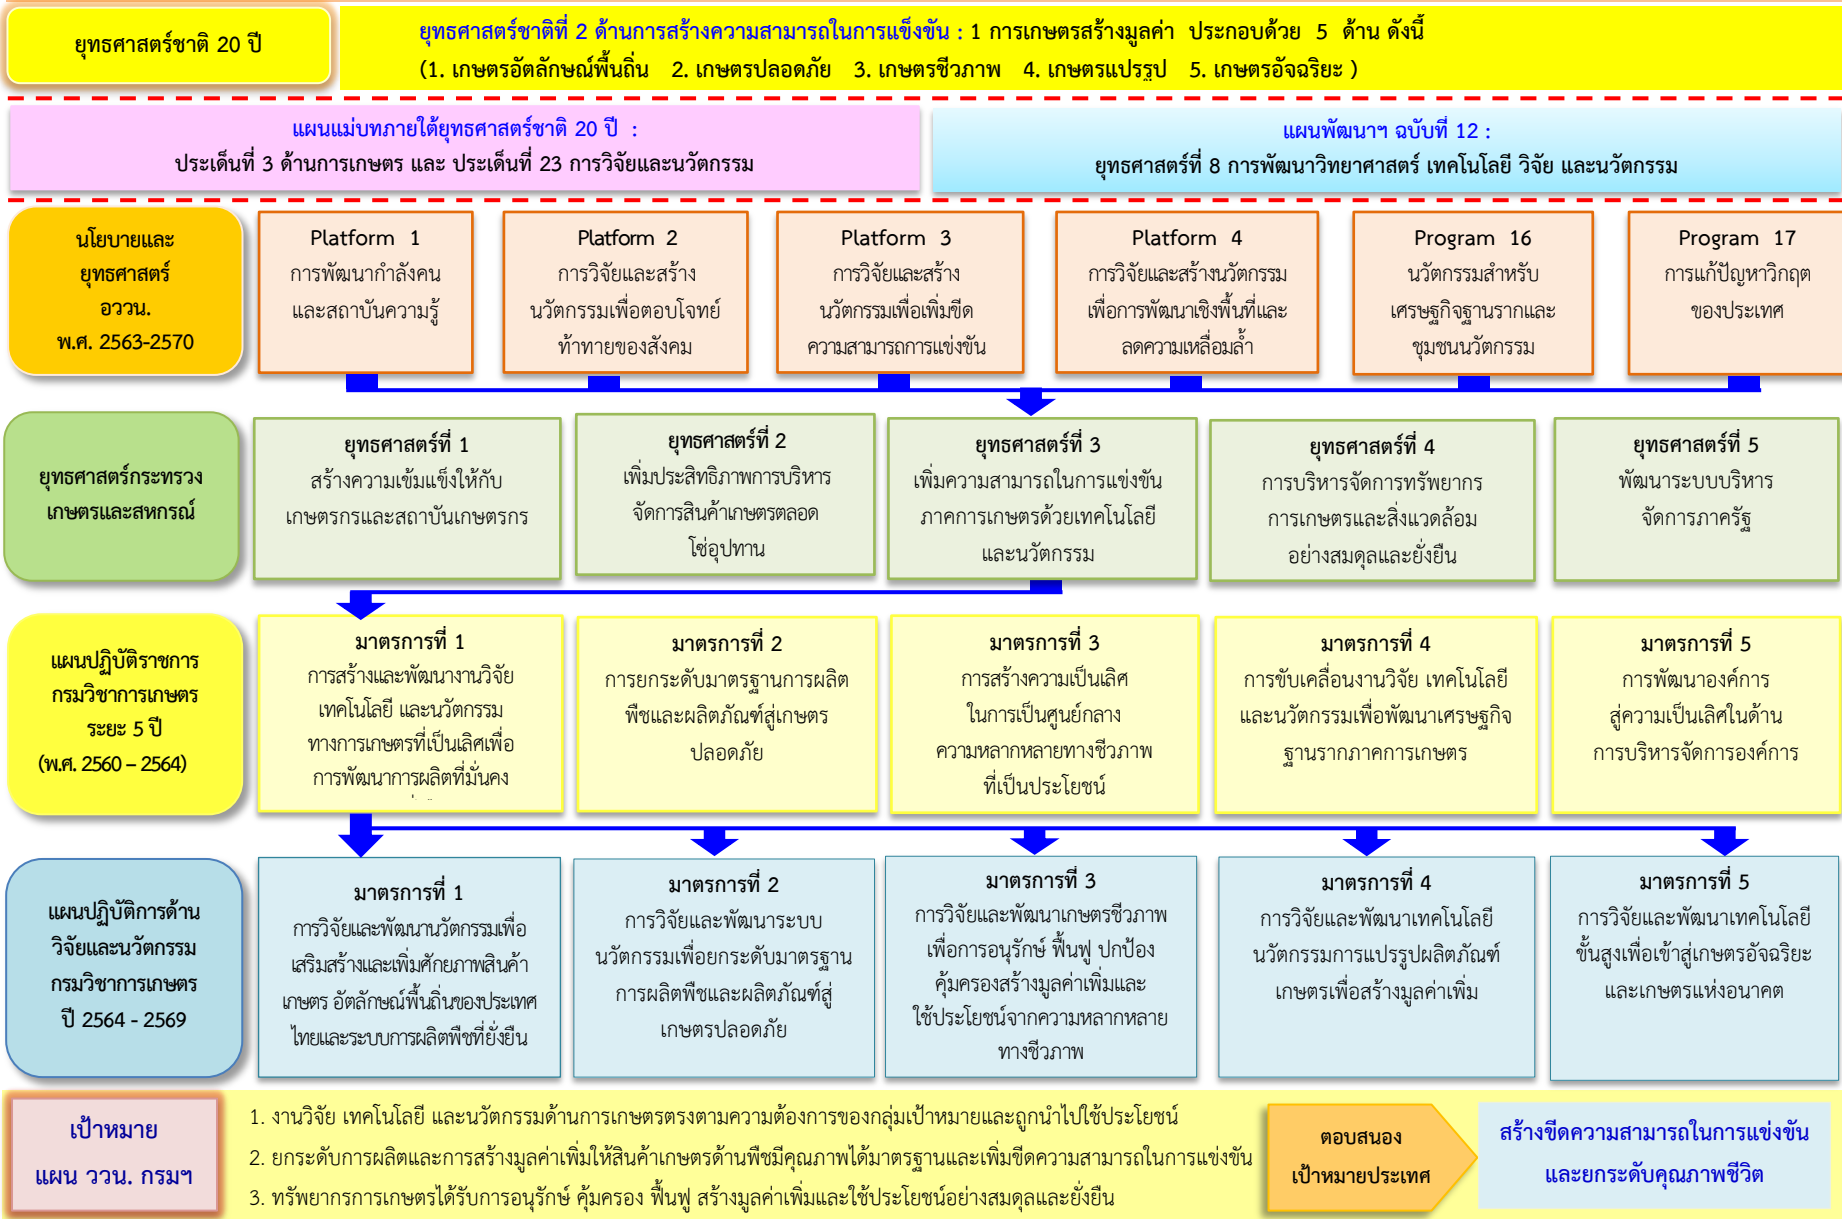 ยุทธศาสตร์ชาติ 20 ปี
ยุทธศาสตร์ชาติที่ 2 ด้านการสร้างความสามารถในการแข็งขัน : 1 การเกษตรสร้างมูลค่า ประกอบด้วย 5 ด้าน ดังนี้
(1. เกษตรอัตลักษณ์พื้นถิ่น 2. เกษตรปลอดภัย 3. เกษตรชีวภาพ 4. เกษตรแปรรูป 5. เกษตรอัจฉริยะ )
แผนแม่บทภายใต้ยุทธศาสตร์ชาติ 20 ปี :
ประเด็นที่ 3 ด้านการเกษตร และ ประเด็นที่ 23 การวิจัยและนวัตกรรม
แผนพัฒนาฯ ฉบับที่ 12 :
ยุทธศาสตร์ที่ 8 การพัฒนาวิทยาศาสตร์ เทคโนโลยี วิจัย และนวัตกรรม
นโยบายและ
ยุทธศาสตร์
อววน.
พ.ศ. 2563-2570
Platform 1
การพัฒนากำลังคน
และสถาบันความรู้
Platform 2
การวิจัยและสร้าง
นวัตกรรมเพื่อตอบโจทย์
ท้าทายของสังคม
Platform 3
การวิจัยและสร้าง
นวัตกรรมเพื่อเพิ่มขีด
ความสามารถการแข่งขัน
Platform 4
การวิจัยและสร้างนวัตกรรม
เพื่อการพัฒนาเชิงพื้นที่และ
ลดความเหลื่อมล้ำ
Program 16
นวัตกรรมสำหรับ
เศรษฐกิจฐานรากและ
ชุมชนนวัตกรรม
Program 17
การแก้ปัญหาวิกฤต
ของประเทศ
ยุทธศาสตร์กระทรวง
เกษตรและสหกรณ์
ยุทธศาสตร์ที่ 1
สร้างความเข้มแข็งให้กับ
เกษตรกรและสถาบันเกษตรกร
ยุทธศาสตร์ที่ 2
เพิ่มประสิทธิภาพการบริหาร
จัดการสินค้าเกษตรตลอด
โซ่อุปทาน
ยุทธศาสตร์ที่ 3
เพิ่มความสามารถในการแข่งขัน
ภาคการเกษตรด้วยเทคโนโลยี
และนวัตกรรม
ยุทธศาสตร์ที่ 4
การบริหารจัดการทรัพยากร
การเกษตรและสิ่งแวดล้อม
อย่างสมดุลและยั่งยืน
ยุทธศาสตร์ที่ 5
พัฒนาระบบบริหาร
จัดการภาครัฐ
แผนปฏิบัติราชการ
กรมวิชาการเกษตร
ระยะ 5 ปี
(พ.ศ. 2560 – 2564)
มาตรการที่ 1
การสร้างและพัฒนางานวิจัย
เทคโนโลยี และนวัตกรรม
ทางการเกษตรที่เป็นเลิศเพื่อ
การพัฒนาการผลิตที่มั่นคง
มาตรการที่ 2
การยกระดับมาตรฐานการผลิต
พืชและผลิตภัณฑ์สู่เกษตร
ปลอดภัย
มาตรการที่ 3
การสร้างความเป็นเลิศ
ในการเป็นศูนย์กลาง
ความหลากหลายทางชีวภาพ
ที่เป็นประโยชน์
มาตรการที่ 4
การขับเคลื่อนงานวิจัย เทคโนโลยี
และนวัตกรรมเพื่อพัฒนาเศรษฐกิจ
ฐานรากภาคการเกษตร
มาตรการที่ 5
การพัฒนาองค์การ
สู่ความเป็นเลิศในด้าน
การบริหารจัดการองค์การ
แผนปฏิบัติการด้าน
วิจัยและนวัตกรรม
กรมวิชาการเกษตร
ปี 2564 - 2569
มาตรการที่ 1
การวิจัยและพัฒนานวัตกรรมเพื่อ
เสริมสร้างและเพิ่มศักยภาพสินค้า
เกษตร อัตลักษณ์พื้นถิ่นของประเทศ
ไทยและระบบการผลิตพืชที่ยั่งยืน
มาตรการที่ 2
การวิจัยและพัฒนาระบบ
นวัตกรรมเพื่อยกระดับมาตรฐาน
การผลิตพืชและผลิตภัณฑ์สู่
เกษตรปลอดภัย
มาตรการที่ 3
การวิจัยและพัฒนาเกษตรชีวภาพ
เพื่อการอนุรักษ์ ฟื้นฟู ปกป้อง
คุ้มครองสร้างมูลค่าเพิ่มและ
ใช้ประโยชน์จากความหลากหลาย
ทางชีวภาพ
มาตรการที่ 4
การวิจัยและพัฒนาเทคโนโลยี
นวัตกรรมการแปรรูปผลิตภัณฑ์
เกษตรเพื่อสร้างมูลค่าเพิ่ม
มาตรการที่ 5
การวิจัยและพัฒนาเทคโนโลยี
ขั้นสูงเพื่อเข้าสู่เกษตรอัจฉริยะ
และเกษตรแห่งอนาคต
เป้าหมาย
แผน ววน. กรมฯ
1. งานวิจัย เทคโนโลยี และนวัตกรรมด้านการเกษตรตรงตามความต้องการของกลุ่มเป้าหมายและถูกนำไปใช้ประโยชน์
2. ยกระดับการผลิตและการสร้างมูลค่าเพิ่มให้สินค้าเกษตรด้านพืชมีคุณภาพได้มาตรฐานและเพิ่มขีดความสามารถในการแข่งขัน
3. ทรัพยากรการเกษตรได้รับการอนุรักษ์ คุ้มครอง ฟื้นฟู สร้างมูลค่าเพิ่มและใช้ประโยชน์อย่างสมดุลและยั่งยืน
ตอบสนอง
เป้าหมายประเทศ
สร้างขีดความสามารถในการแข่งขัน
และยกระดับคุณภาพชีวิต